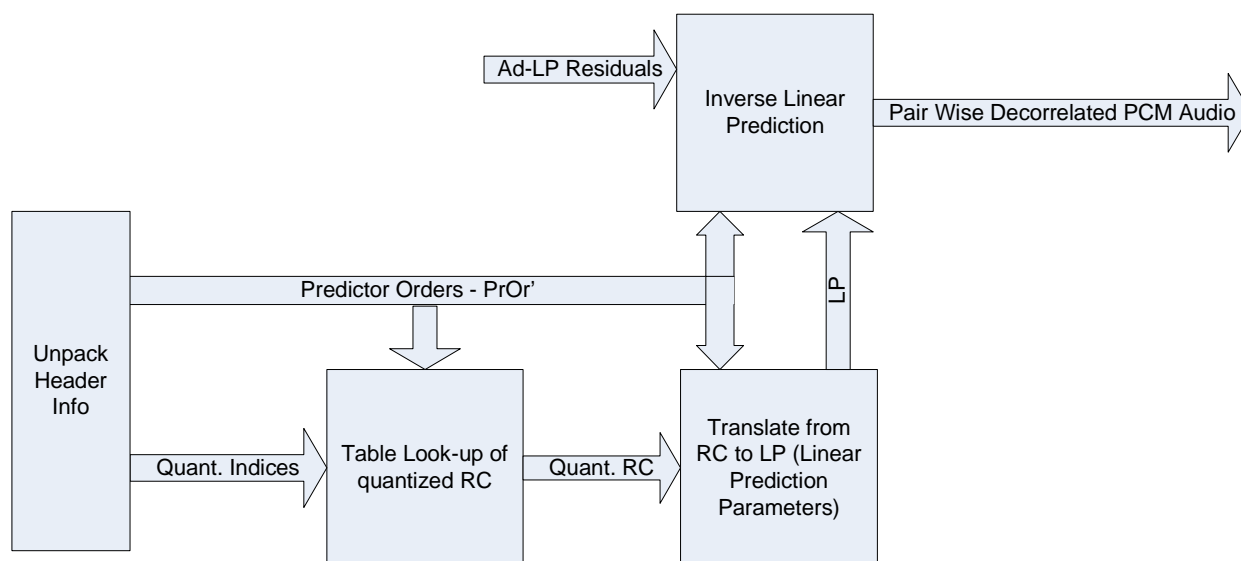 Ad-LP Residuals
Inverse Linear
Prediction
Pair Wise Decorrelated PCM Audio
Predictor Orders - PrOr’
LP
Unpack
Header
Info
Quant. Indices
Table Look-up of
quantized RC
Quant. RC
Translate from
RC to LP (Linear
Prediction
Parameters)